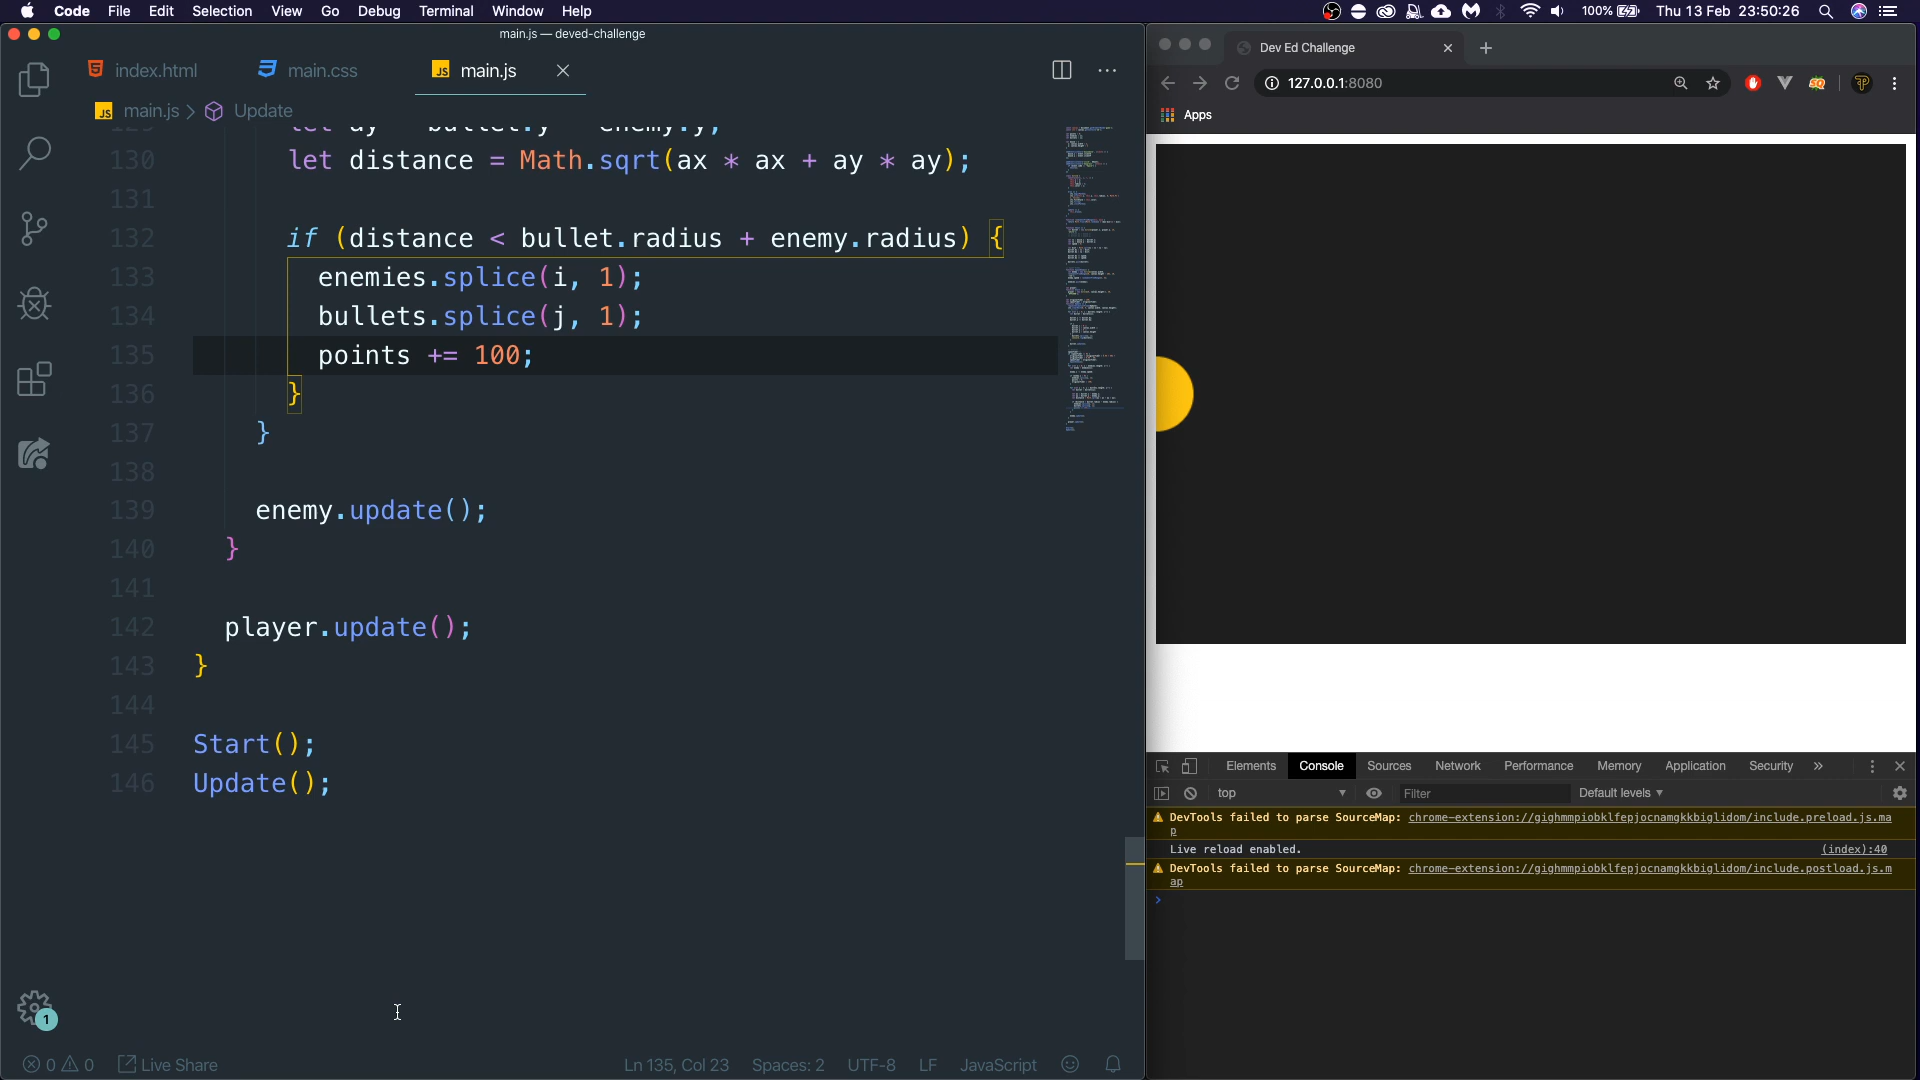 Code File Edit Selection View Go Debug Terminal Window Help 100% Thu 13 Feb 23:50:26
main.js — deved-challenge
index.html main.css JS main.js
JS main.js > Update
130 let distance = Math.sqrt(ax * ax + ay * ay);
131
132 if (distance < bullet.radius + enemy.radius) {
133 enemies.splice(i, 1);
134 bullets.splice(j, 1);
135 points += 100;
136 }
137 }
138
139 enemy.update();
140 }
141
142 player.update();
143 }
144
145 Start();
146 Update();
1
0 0 Live Share Ln 135, Col 23 Spaces: 2 UTF-8 LF JavaScript
Dev Ed Challenge
127.0.0.1:8080
Apps
Elements Console Sources Network Performance Memory Application Security »
top Filter Default levels
DevTools failed to parse SourceMap: chrome-extension://gighmmpiobklfepjocnamgkkbiglidom/include.preload.js.ma
p
Live reload enabled. (index):40
DevTools failed to parse SourceMap: chrome-extension://gighmmpiobklfepjocnamgkkbiglidom/include.postload.js.m
ap